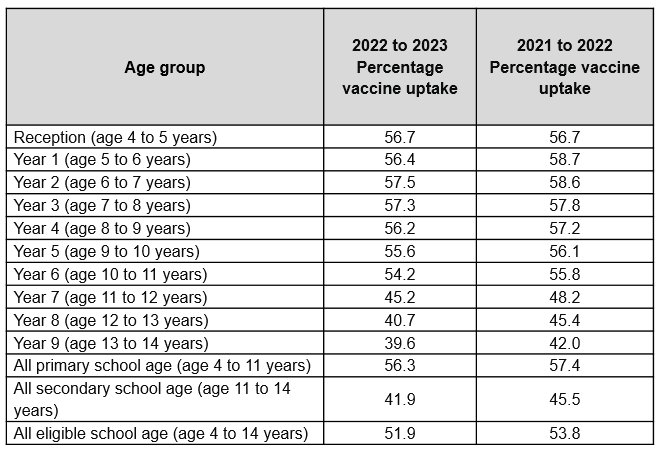 Age group 2022 to 2023 Percentage vaccine uptake 2021 to 2022 Percentage vaccine uptake
Reception (age 4 to 5 years) 56.7 56.7
Year 1 (age 5 to 6 years) 56.4 58.7
Year 2 (age 6 to 7 years) 57.5 58.6
Year 3 (age 7 to 8 years) 57.3 57.8
Year 4 (age 8 to 9 years) 56.2 57.2
Year 5 (age 9 to 10 years) 55.6 56.1
Year 6 (age 10 to 11 years) 54.2 55.8
Year 7 (age 11 to 12 years) 45.2 48.2
Year 8 (age 12 to 13 years) 40.7 45.4
Year 9 (age 13 to 14 years) 39.6 42.0
All primary school age (age 4 to 11 years) 56.3 57.4
All secondary school age (age 11 to 14 years) 41.9 45.5
All eligible school age (age 4 to 14 years) 51.9 53.8